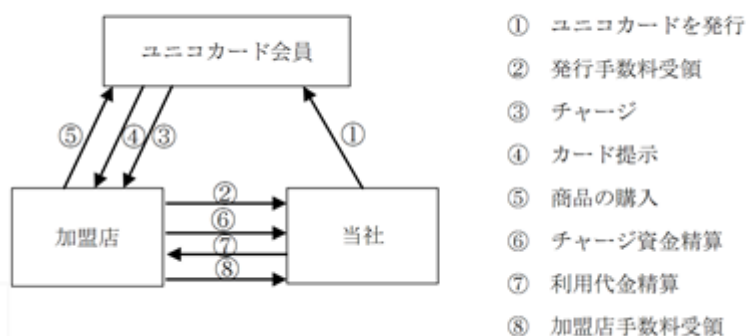 ユニコカード会員
⑤
④
③
①
加盟店
②
⑥
⑦
⑧
当社
① ユニコカードを発行
② 発行手数料受領
③ チャージ
④ カード提示
⑤ 商品の購入
⑥ チャージ資金精算
⑦ 利用代金精算
⑧ 加盟店手数料受領